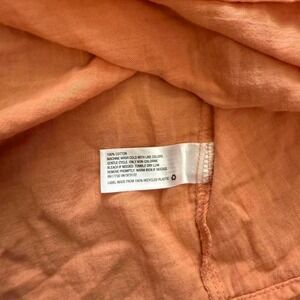 100% COTTON
MACHINE WASH COLD WITH LIKE COLORS.
GENTLE CYCLE. ONLY NON-CHLORINE
BLEACH IF NEEDED. TUMBLE DRY LOW.
REMOVE PROMPTLY. WARM IRON IF NEEDED.
LABEL MADE FROM 100% RECYCLED PLASTIC